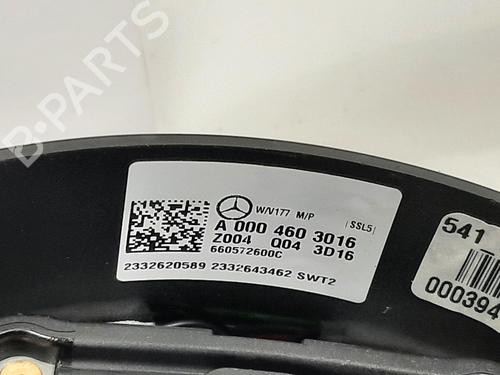 B-PARTS
W/V177 M/P (SSL5)
A 000 460 3016
Z004 Q04 3D16
660572600C
2332620589 2332643462 SWT2
541
000394